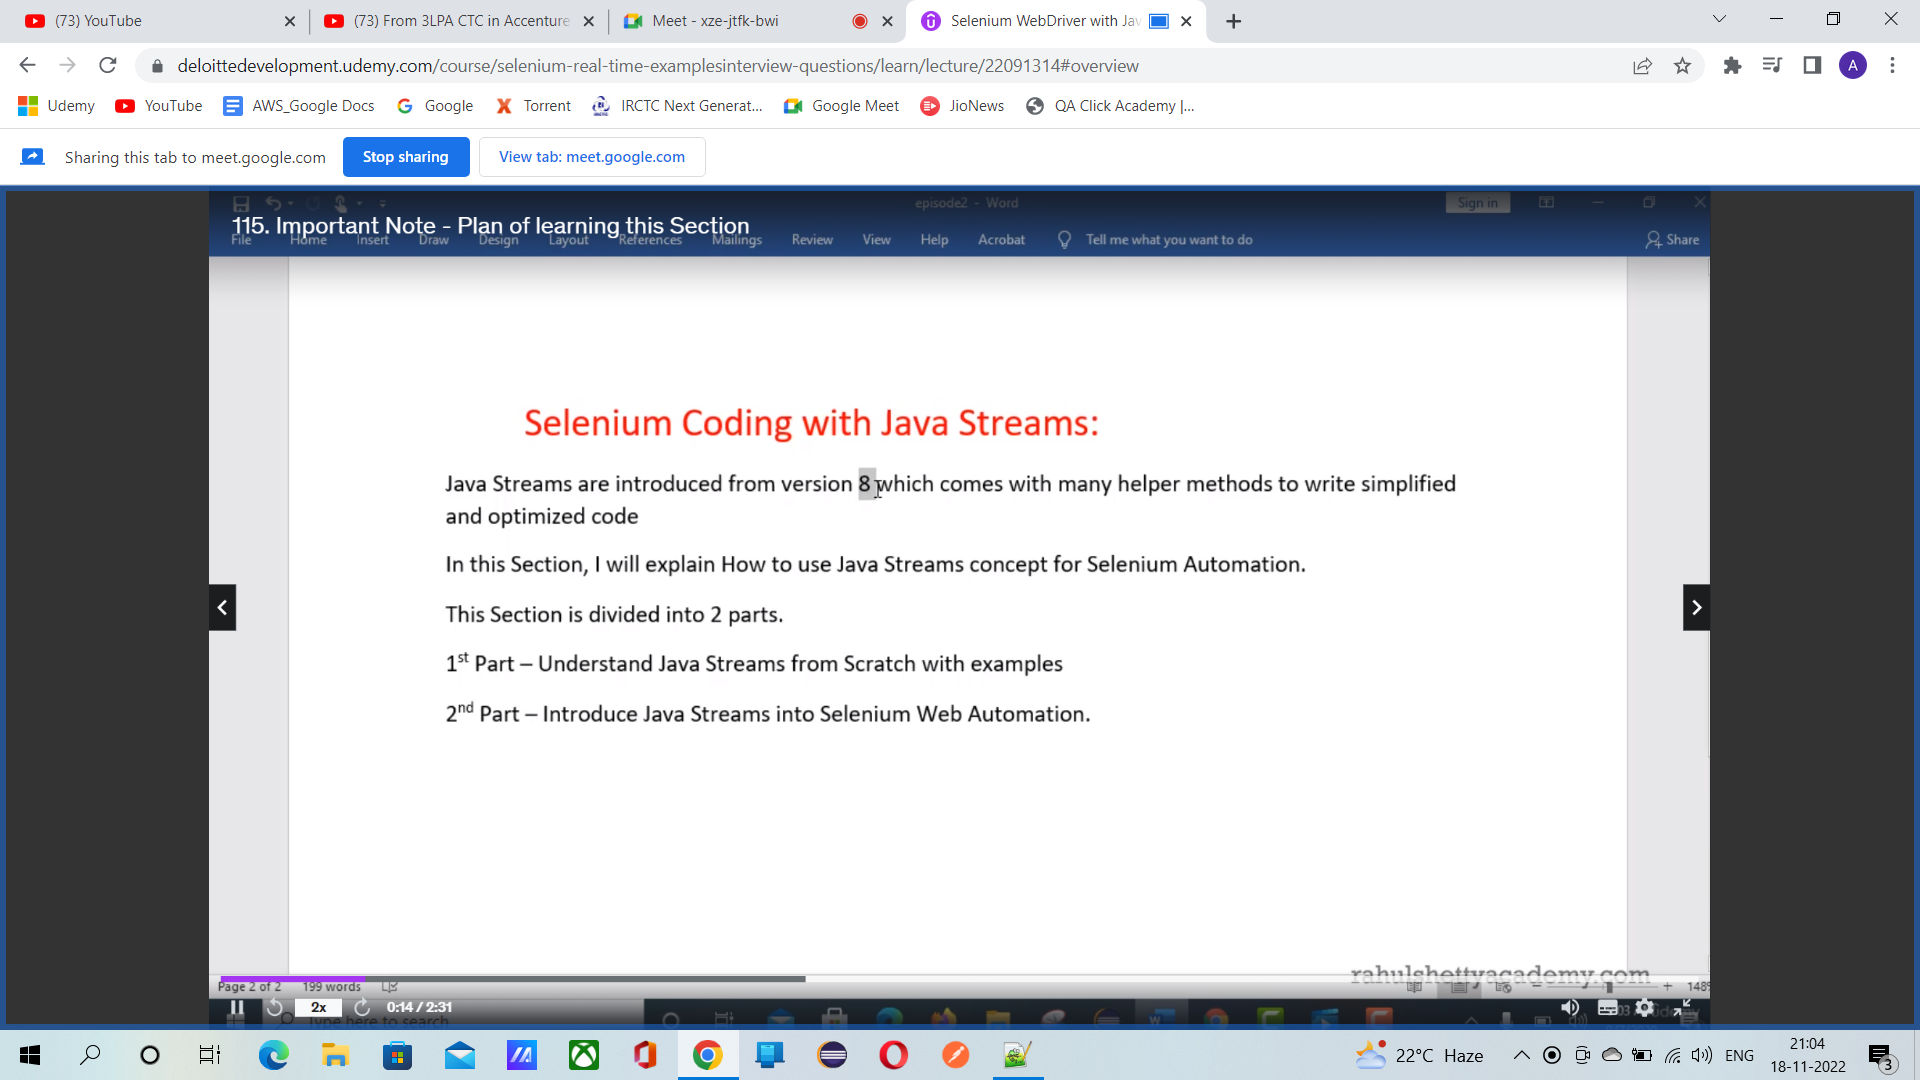 (73) YouTube
(73) From 3LPA CTC in Accenture
Meet - xze-jtfk-bwi
Selenium WebDriver with Jav
deloittedevelopment.udemy.com/course/selenium-real-time-examplesinterview-questions/learn/lecture/22091314#overview
A
Udemy
YouTube
AWS_Google Docs
Google
Torrent
IRCTC Next Generat...
Google Meet
JioNews
QA Click Academy |...
Sharing this tab to meet.google.com
Stop sharing
View tab: meet.google.com
episode2 - Word
Sign in
115. Important Note - Plan of learning this Section
File Home Insert Draw Design Layout References Mailings Review View Help Acrobat Tell me what you want to do Share
Selenium Coding with Java Streams:
Java Streams are introduced from version 8 which comes with many helper methods to write simplified
and optimized code
In this Section, I will explain How to use Java Streams concept for Selenium Automation.
This Section is divided into 2 parts.
1st Part – Understand Java Streams from Scratch with examples
2nd Part – Introduce Java Streams into Selenium Web Automation.
rahulshettyacademy.com
Page 2 of 2 199 words
2x 0:14 / 2:31
Type here to search
22°C Haze
ENG
21:04
18-11-2022
3